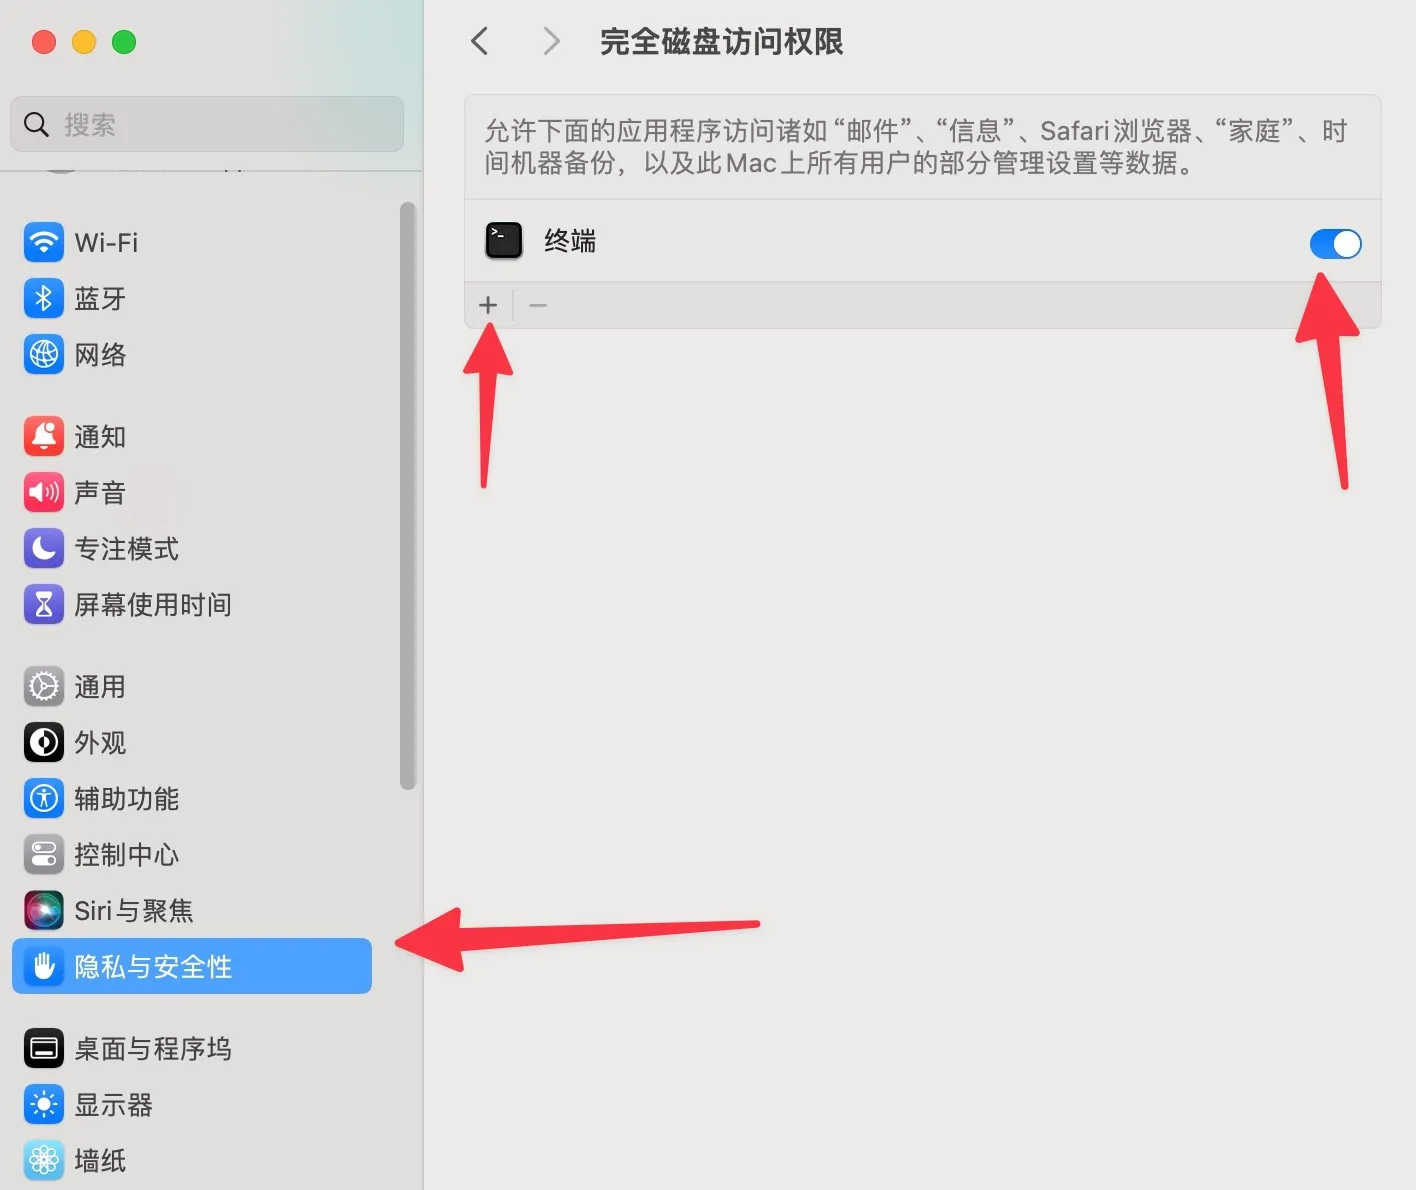 完全磁盘访问权限
搜索
允许下面的应用程序访问诸如“邮件”、“信息”、Safari浏览器、“家庭”、时
间机器备份，以及此Mac上所有用户的部分管理设置等数据。
终端
Wi-Fi
蓝牙
网络
通知
声音
专注模式
屏幕使用时间
通用
外观
辅助功能
控制中心
Siri与聚焦
隐私与安全性
桌面与程序坞
显示器
墙纸